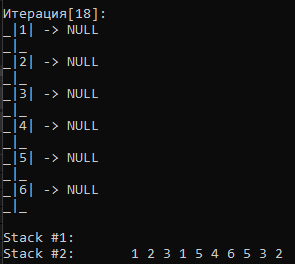 Итерация[18]:
_|1| -> NULL
_|_
_|2| -> NULL
_|_
_|3| -> NULL
_|_
_|4| -> NULL
_|_
_|5| -> NULL
_|_
_|6| -> NULL
_|_
Stack #1:
Stack #2: 1 2 3 1 5 4 6 5 3 2